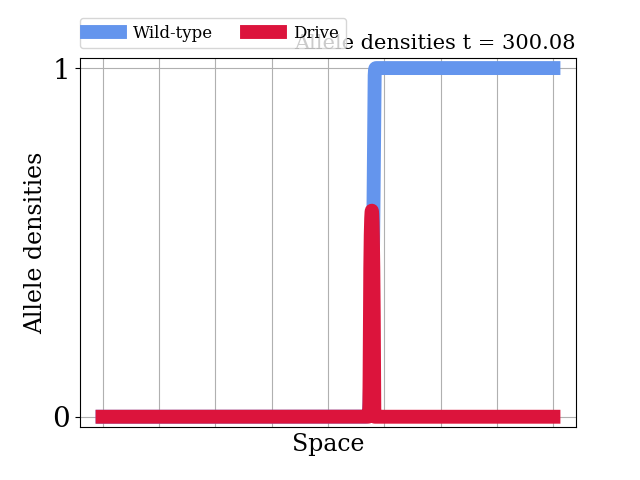 Wild-type Drive
Allele densities t = 300.08
1
Allele densities
0
Space